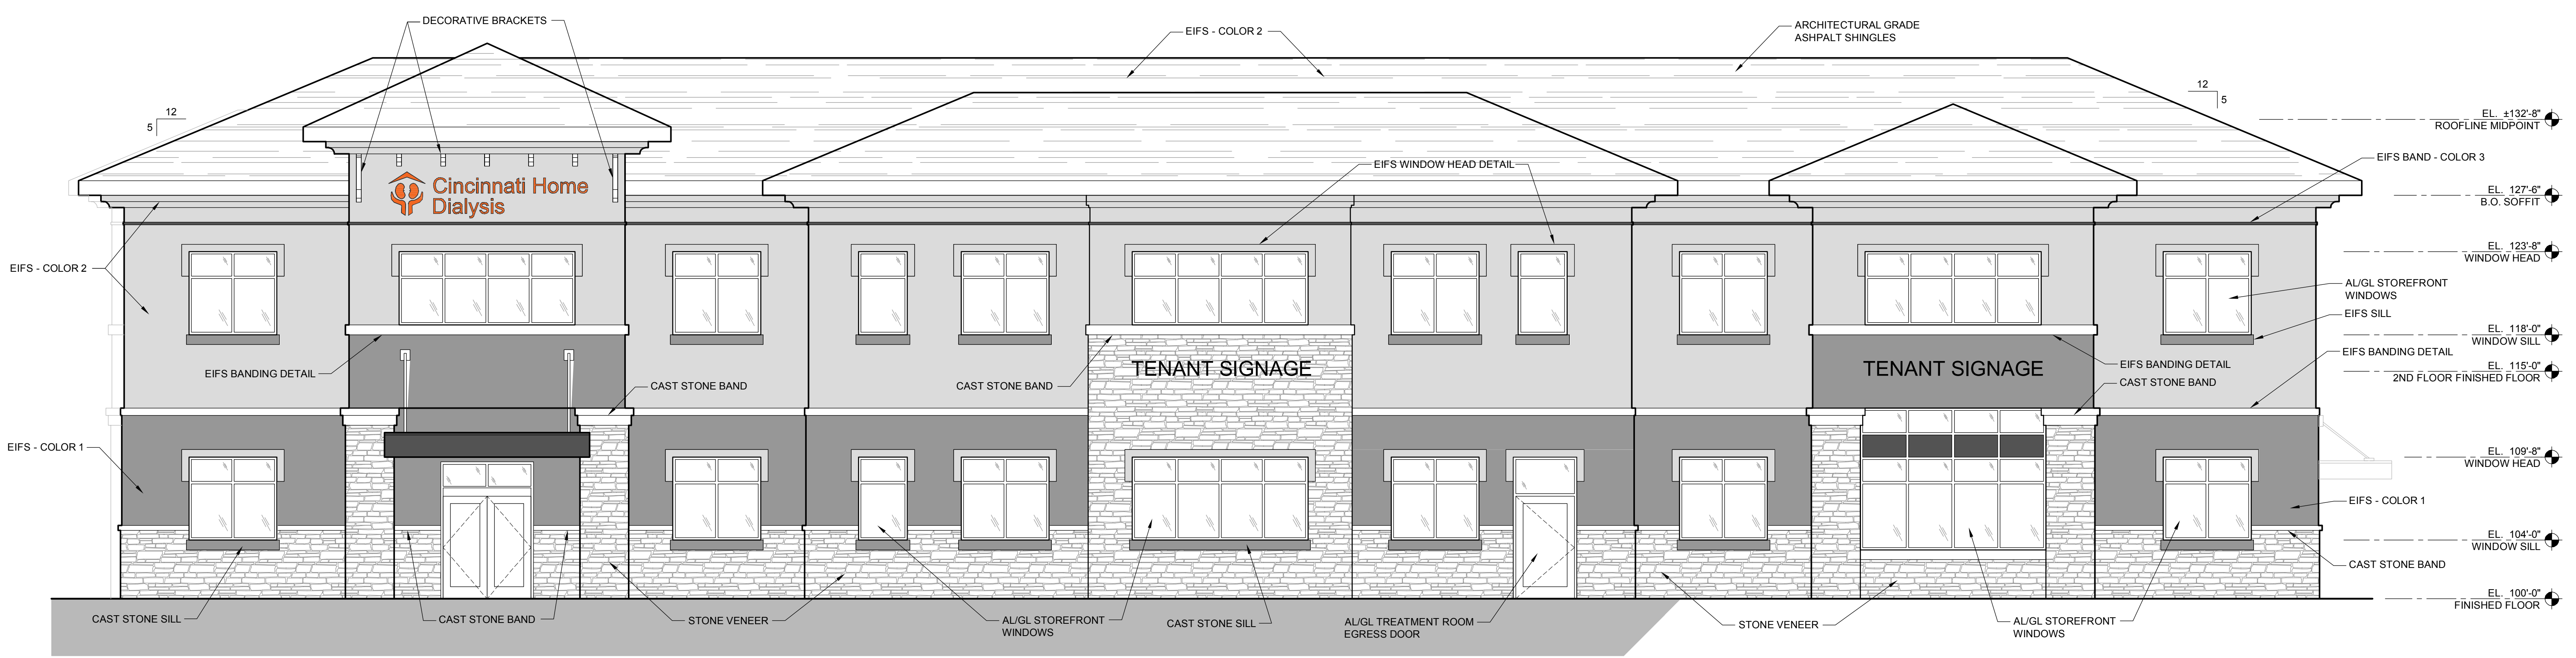 DECORATIVE BRACKETS
EIFS - COLOR 2
ARCHITECTURAL GRADE
ASHPALT SHINGLES
12
5
12
5
EL. ±132'-8"
ROOFLINE MIDPOINT
EIFS BAND - COLOR 3
EIFS WINDOW HEAD DETAIL
Cincinnati Home
Dialysis
EL. 127'-6"
B.O. SOFFIT
EL. 123'-8"
WINDOW HEAD
EIFS - COLOR 2
AL/GL STOREFRONT
WINDOWS
EIFS SILL
EL. 118'-0"
WINDOW SILL
EIFS BANDING DETAIL
EIFS BANDING DETAIL
TENANT SIGNAGE
TENANT SIGNAGE
EIFS BANDING DETAIL
EL. 115'-0"
2ND FLOOR FINISHED FLOOR
CAST STONE BAND
CAST STONE BAND
CAST STONE BAND
EIFS - COLOR 1
EL. 109'-8"
WINDOW HEAD
EIFS - COLOR 1
EL. 104'-0"
WINDOW SILL
CAST STONE BAND
EL. 100'-0"
FINISHED FLOOR
CAST STONE SILL
CAST STONE BAND
STONE VENEER
AL/GL STOREFRONT
WINDOWS
CAST STONE SILL
AL/GL TREATMENT ROOM
EGRESS DOOR
STONE VENEER
AL/GL STOREFRONT
WINDOWS